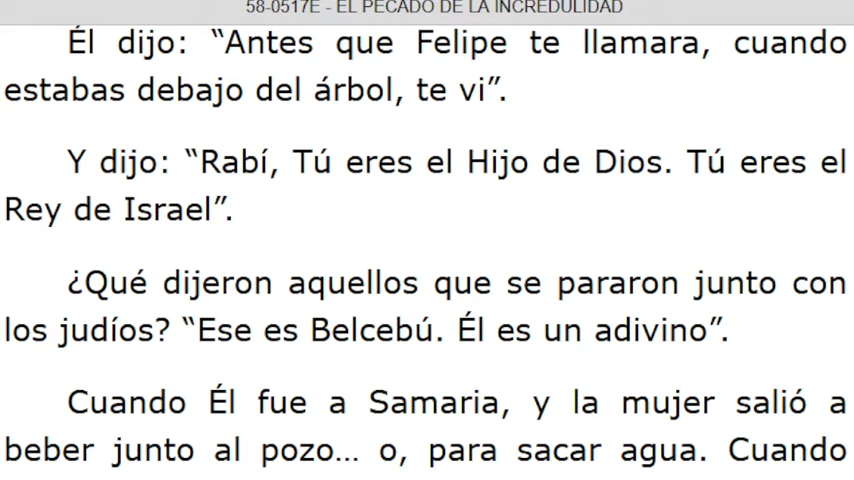 58-0517E - EL PECADO DE LA INCREDULIDAD
Él dijo: “Antes que Felipe te llamara, cuando
estabas debajo del árbol, te vi”.
Y dijo: “Rabí, Tú eres el Hijo de Dios. Tú eres el
Rey de Israel”.
¿Qué dijeron aquellos que se pararon junto con
los judíos? “Ese es Belcebú. Él es un adivino”.
Cuando Él fue a Samaria, y la mujer salió a
beber junto al pozo… o, para sacar agua. Cuando